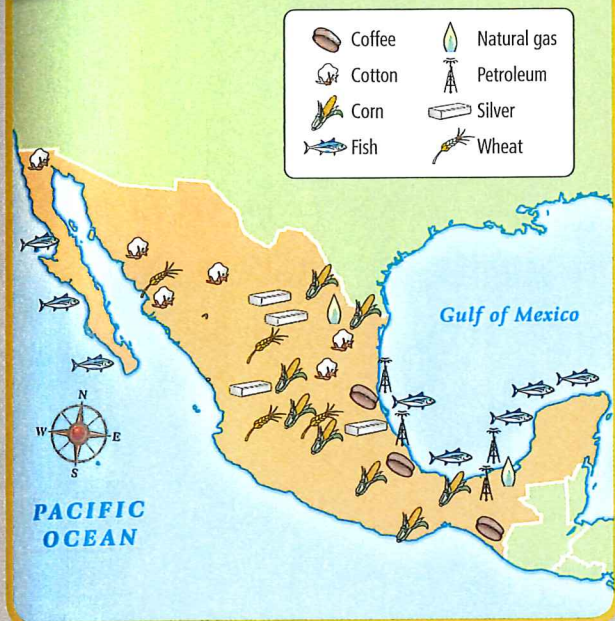 Coffee
Natural gas
Cotton
Petroleum
Corn
Silver
Fish
Wheat
Gulf of Mexico
N
W
E
S
PACIFIC
OCEAN